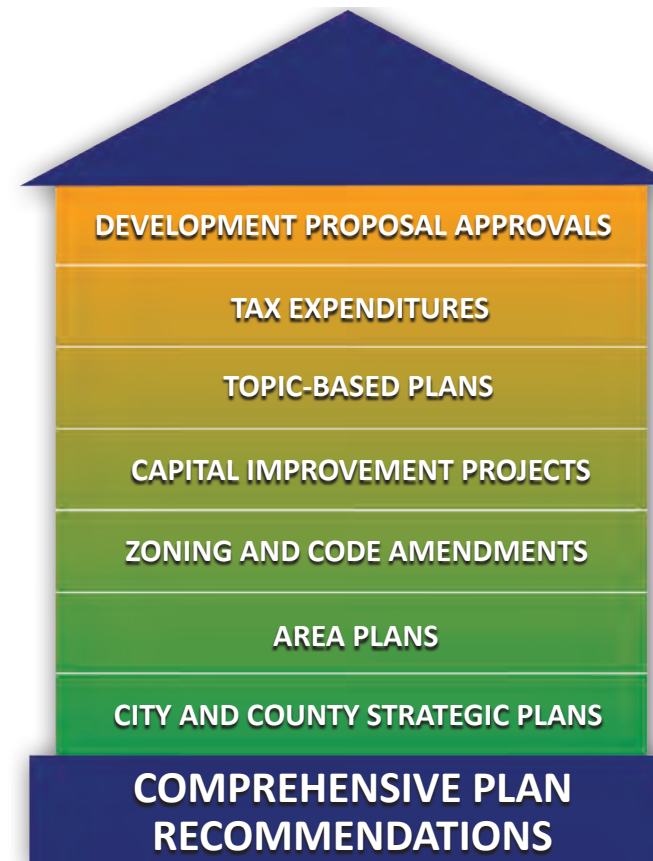 DEVELOPMENT PROPOSAL APPROVALS
TAX EXPENDITURES
TOPIC-BASED PLANS
CAPITAL IMPROVEMENT PROJECTS
ZONING AND CODE AMENDMENTS
AREA PLANS
CITY AND COUNTY STRATEGIC PLANS
COMPREHENSIVE PLAN
RECOMMENDATIONS